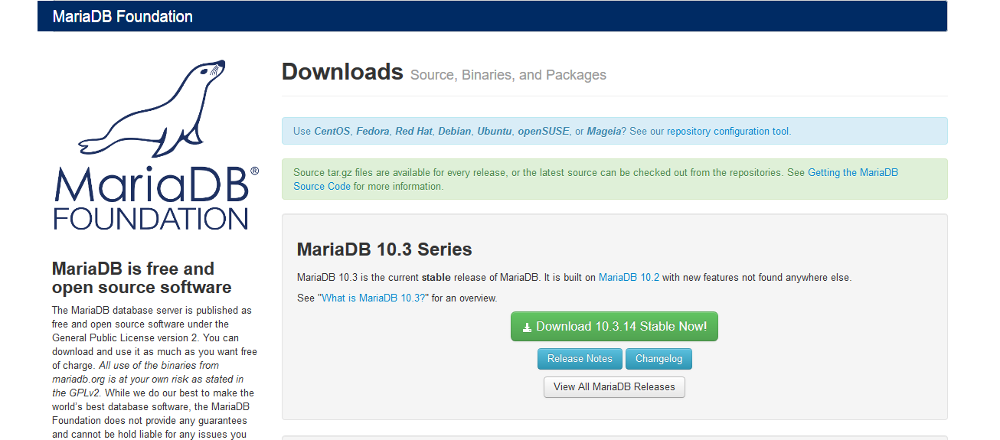 MariaDB Foundation
MariaDB®
FOUNDATION
MariaDB is free and
open source software
The MariaDB database server is published as
free and open source software under the
General Public License version 2. You can
download and use it as much as you want free
of charge. All use of the binaries from
mariadb.org is at your own risk as stated in
the GPLv2. While we do our best to make the
world's best database software, the MariaDB
Foundation does not provide any guarantees
and cannot be hold liable for any issues you
Downloads Source, Binaries, and Packages
Use CentOS, Fedora, Red Hat, Debian, Ubuntu, openSUSE, or Mageia? See our repository configuration tool.
Source tar.gz files are available for every release, or the latest source can be checked out from the repositories. See Getting the MariaDB
Source Code for more information.
MariaDB 10.3 Series
MariaDB 10.3 is the current stable release of MariaDB. It is built on MariaDB 10.2 with new features not found anywhere else.
See "What is MariaDB 10.3?" for an overview.
Download 10.3.14 Stable Now!
Release Notes Changelog
View All MariaDB Releases